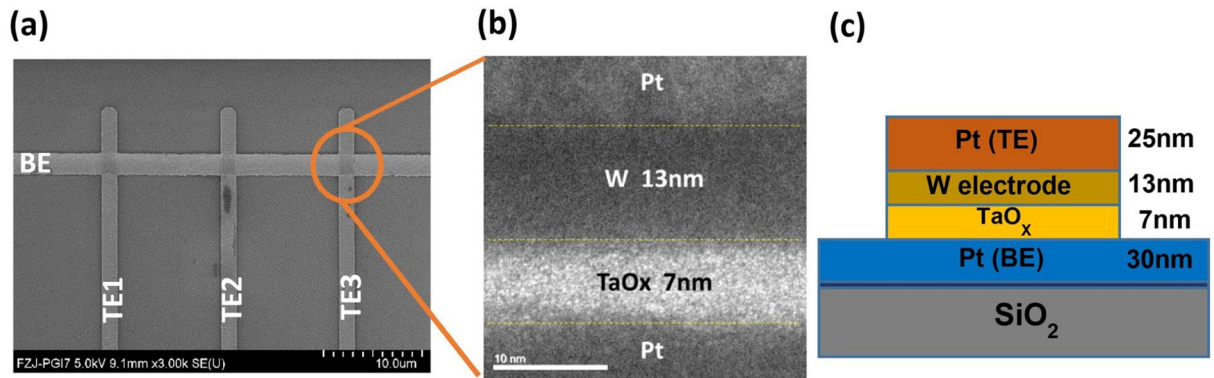 (a)
BE
TE1
TE2
TE3
FZJ-PGI7 5.0kV 9.1mm x3.00k SE(U)
10.0um
(b)
Pt
W 13nm
TaOx 7nm
Pt
10 nm
(c)
Pt (TE) 25nm
W electrode 13nm
TaOx 7nm
Pt (BE) 30nm
SiO2